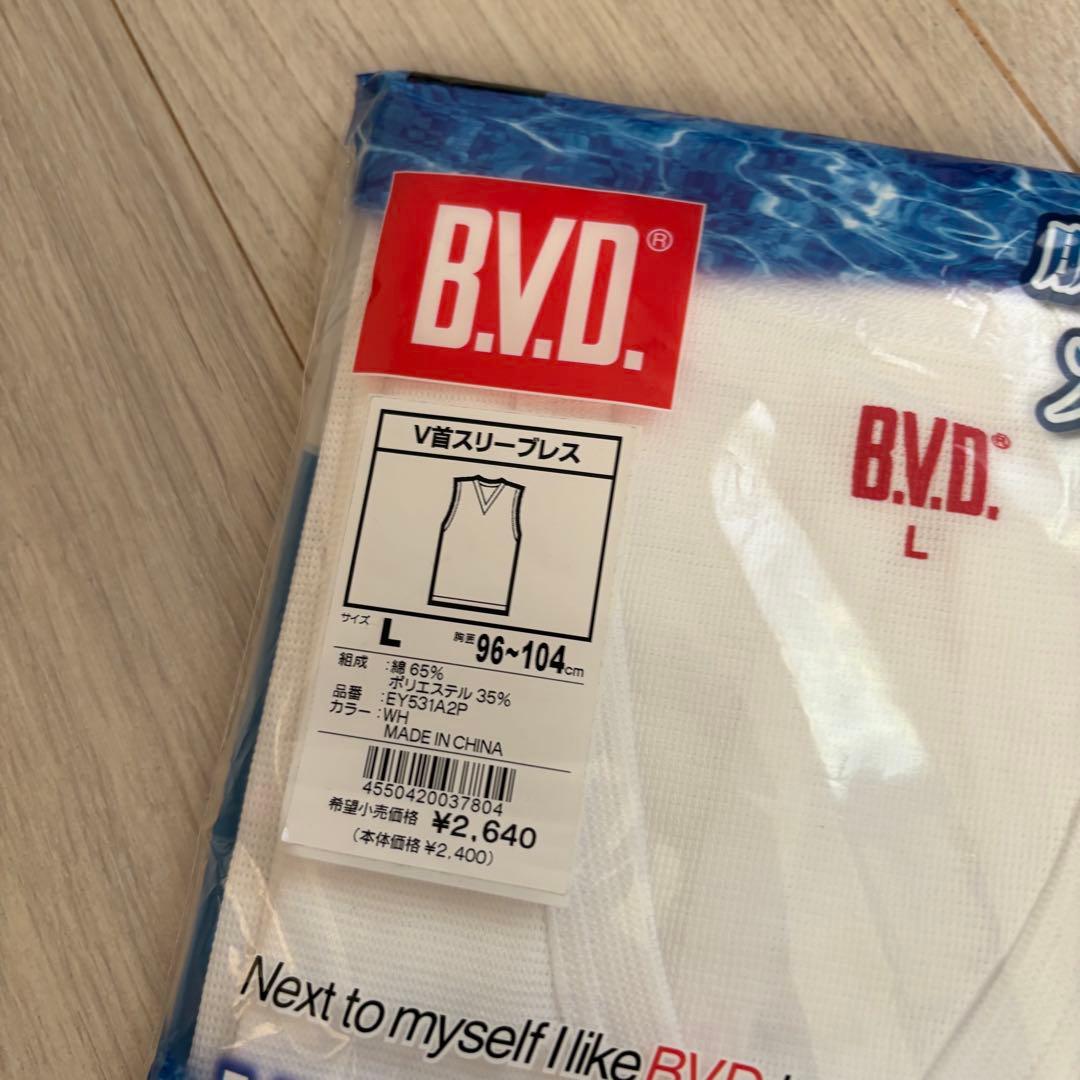 B.V.D.®
V首スリーブレス
サイズ L 胸囲 96~104cm
組成 :綿 65%
ポリエステル 35%
品番 :EY531A2P
カラー :WH
MADE IN CHINA
4550420037804
希望小売価格 ¥2,640
(本体価格 ¥2,400)
B.V.D.®
L
Next to myself I like B.V.D.